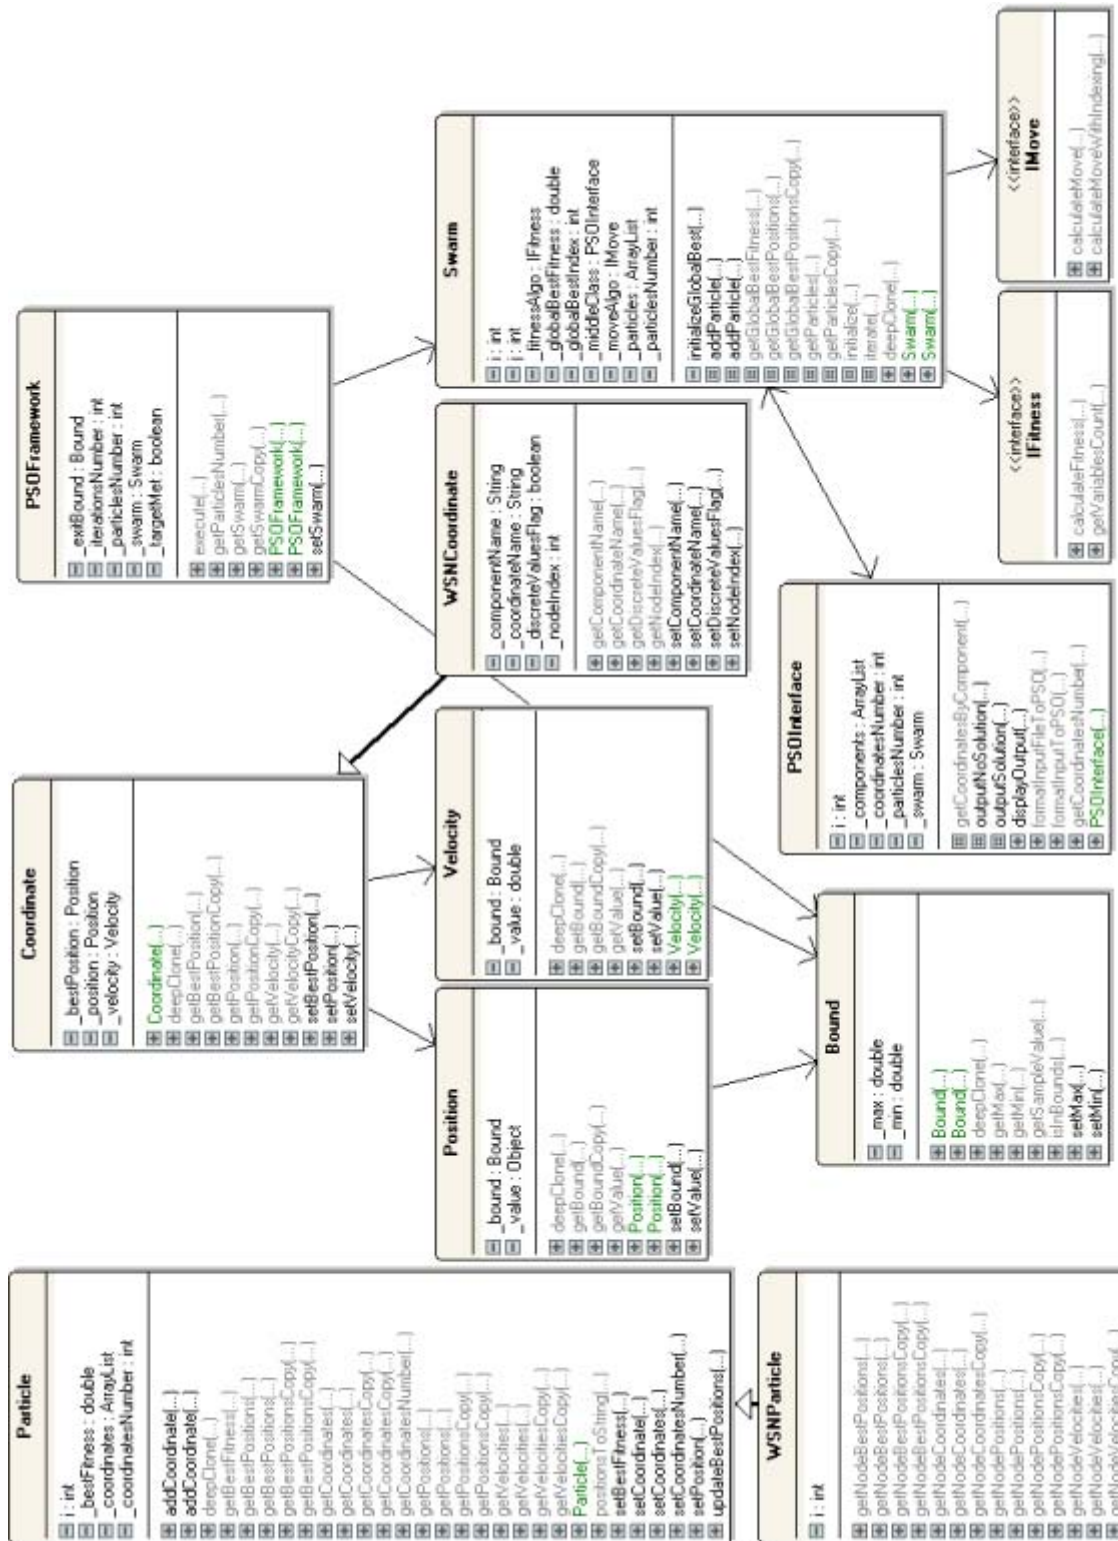 Particle
i : int
_bestFitness : double
_coordinates : ArrayList
_coordinatesNumber : int
addCoordinate(...)
addCoordinate(...)
deepClone(...)
getBestFitness(...)
getBestPositions(...)
getBestPositions(...)
getBestPositionsCopy(...)
getBestPositionsCopy(...)
getCoordinates(...)
getCoordinates(...)
getCoordinatesCopy(...)
getCoordinatesCopy(...)
getCoordinatesNumber(...)
getPositions(...)
getPositions(...)
getPositionsCopy(...)
getPositionsCopy(...)
getVelocities(...)
getVelocities(...)
getVelocitiesCopy(...)
getVelocitiesCopy(...)
Particle(...)
positionsToString(...)
setBestFitness(...)
setCoordinate(...)
setCoordinates(...)
setCoordinatesNumber(...)
setPosition(...)
updateBestPositions(...)
WSNParticle
i : int
getNodeBestPositions(...)
getNodeBestPositions(...)
getNodeBestPositionsCopy(...)
getNodeBestPositionsCopy(...)
getNodeCoordinates(...)
getNodeCoordinates(...)
getNodeCoordinatesCopy(...)
getNodePositions(...)
getNodePositions(...)
getNodePositionsCopy(...)
getNodePositionsCopy(...)
getNodeVelocities(...)
getNodeVelocities(...)
Coordinate
_bestPosition : Position
_position : Position
_velocity : Velocity
Coordinate(...)
deepClone(...)
getBestPosition(...)
getBestPositionCopy(...)
getPosition(...)
getPositionCopy(...)
getVelocity(...)
getVelocityCopy(...)
setBestPosition(...)
setPosition(...)
setVelocity(...)
Position
_bound : Bound
_value : Object
deepClone(...)
getBound(...)
getBoundCopy(...)
getValue(...)
Position(...)
Position(...)
setBound(...)
setValue(...)
Velocity
_bound : Bound
_value : double
deepClone(...)
getBound(...)
getBoundCopy(...)
getValue(...)
setBound(...)
setValue(...)
Velocity(...)
Velocity(...)
Bound
_max : double
_min : double
Bound(...)
Bound(...)
deepClone(...)
getMax(...)
getMin(...)
getSampleValue(...)
isInBounds(...)
setMax(...)
setMin(...)
PSOFramework
_exitBound : Bound
_iterationsNumber : int
_particlesNumber : int
_swarm : Swarm
_targetMet : boolean
execute(...)
getParticlesNumber(...)
getSwarm(...)
getSwarmCopy(...)
PSOFramework(...)
PSOFramework(...)
setSwarm(...)
WSNCoordinate
_componentName : String
_coordinateName : String
_discreteValuesFlag : boolean
_nodeIndex : int
getComponentName(...)
getCoordinateName(...)
getDiscreteValuesFlag(...)
getNodeIndex(...)
setComponentName(...)
setCoordinateName(...)
setDiscreteValuesFlag(...)
setNodeIndex(...)
Swarm
i : int
j : int
_fitnessAlgo : IFitness
_globalBestFitness : double
_globalBestIndex : int
_middleClass : PSOInterface
_moveAlgo : IMove
_particles : ArrayList
_particlesNumber : int
initializeGlobalBest(...)
addParticle(...)
addParticle(...)
getGlobalBestFitness(...)
getGlobalBestPositions(...)
getGlobalBestPositionsCopy(...)
getParticles(...)
getParticlesCopy(...)
initialize(...)
iterate(...)
deepClone(...)
Swarm(...)
Swarm(...)
PSOInterface
i : int
_components : ArrayList
_coordinatesNumber : int
_particlesNumber : int
_swarm : Swarm
getCoordinatesByComponent(...)
outputNoSolution(...)
outputSolution(...)
displayOutput(...)
formatInputFileToPSO(...)
formatInputToPSO(...)
getCoordinatesNumber(...)
PSOInterface(...)
<<interface>>
IFitness
calculateFitness(...)
getVariablesCount(...)
<<interface>>
IMove
calculateMove(...)
calculateMoveWithIndexing(...)